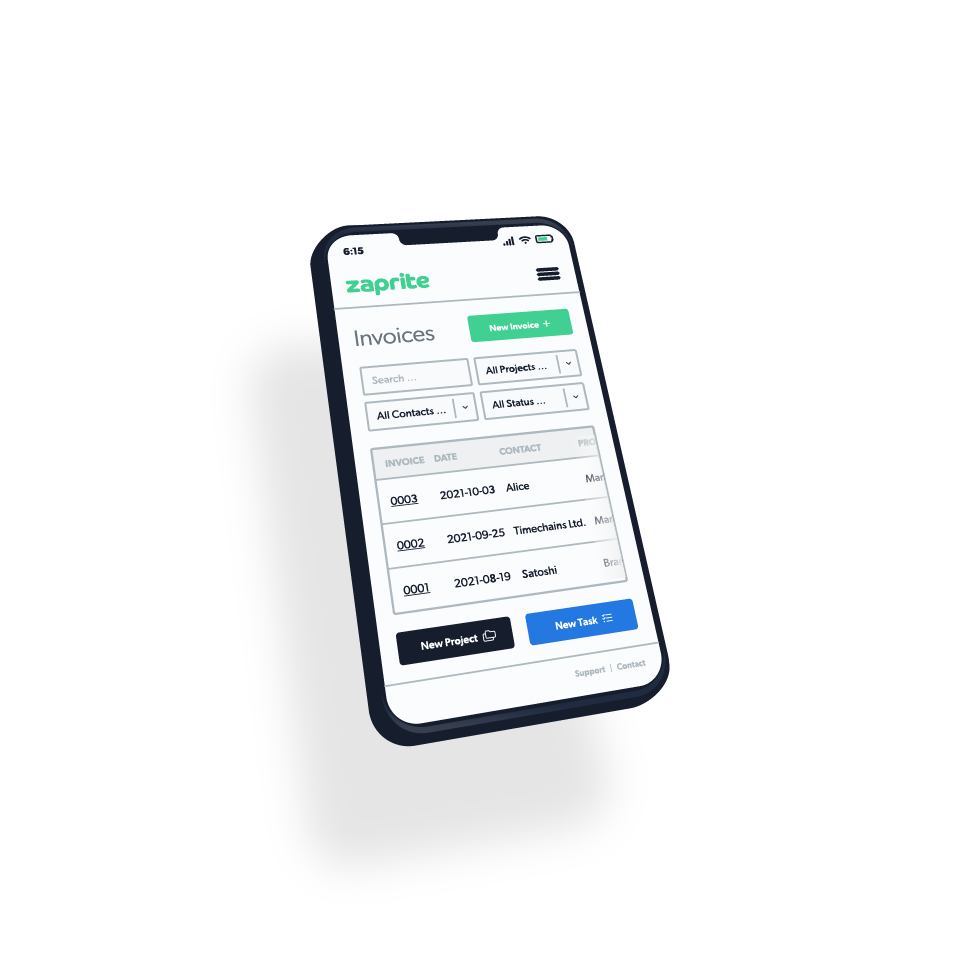 6:15
zaprite
Invoices
New Invoice +
Search ...
All Projects ...
All Contacts ...
All Status ...
INVOICE DATE CONTACT PRO
0003 2021-10-03 Alice Mar
0002 2021-09-25 Timechains Ltd. Mar
0001 2021-08-19 Satoshi Bra
New Project
New Task
Support | Contact